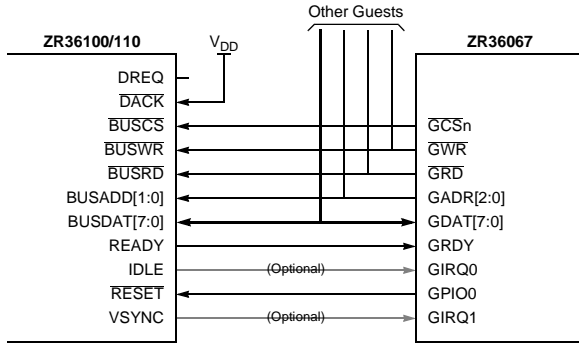 Other Guests
ZR36100/110 VDD ZR36067
DREQ
DACK
BUSCS GCSn
BUSWR GWR
BUSRD GRD
BUSADD[1:0] GADR[2:0]
BUSDAT[7:0] GDAT[7:0]
READY GRDY
IDLE (Optional) GIRQ0
RESET GPIO0
VSYNC (Optional) GIRQ1